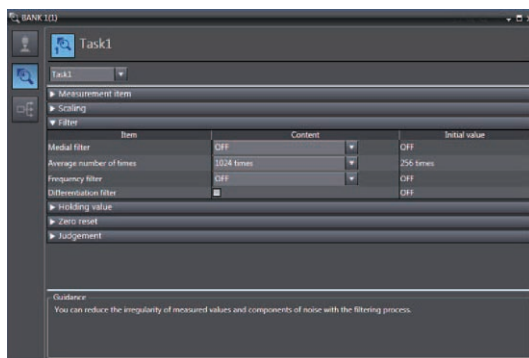 BANK 1(1)
Task1
Task1
Measurement item
Scaling
Filter
Item Content Initial value
Medial filter OFF OFF
Average number of times 1024 times 256 times
Frequency filter OFF OFF
Differentiation filter OFF
Holding value
Zero reset
Judgement
Guidance
You can reduce the irregularity of measured values and components of noise with the filtering process.